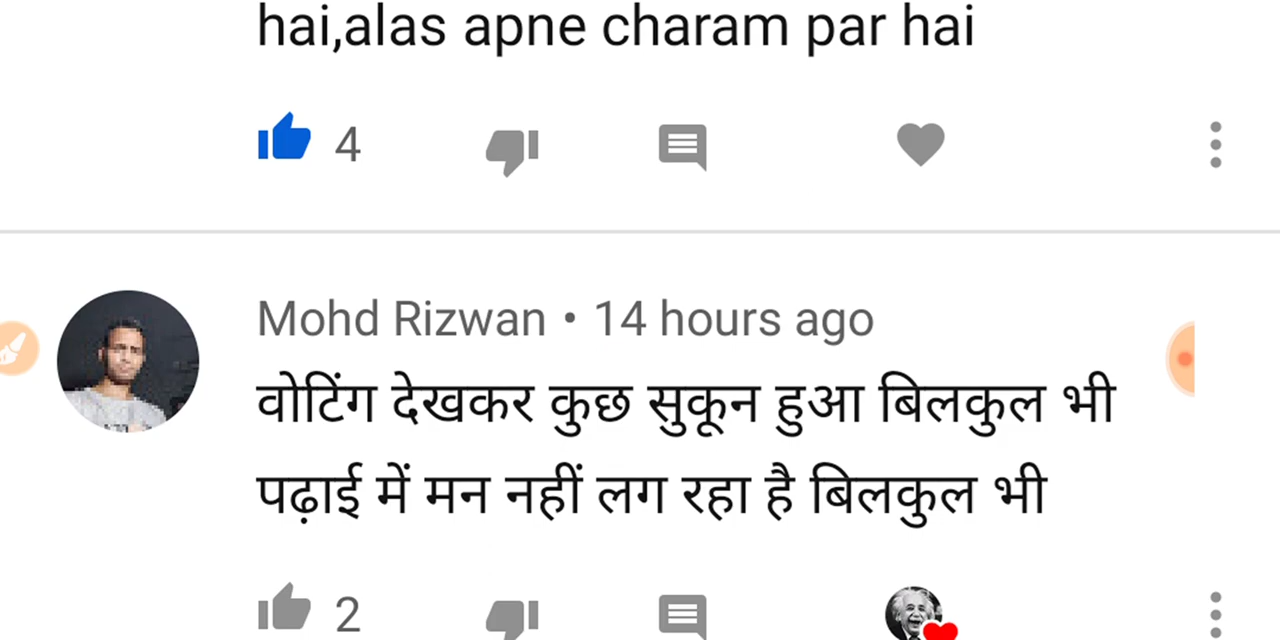 hai,alas apne charam par hai
4
Mohd Rizwan • 14 hours ago
वोटिंग देखकर कुछ सुकून हुआ बिलकुल भी
पढ़ाई में मन नहीं लग रहा है बिलकुल भी
2